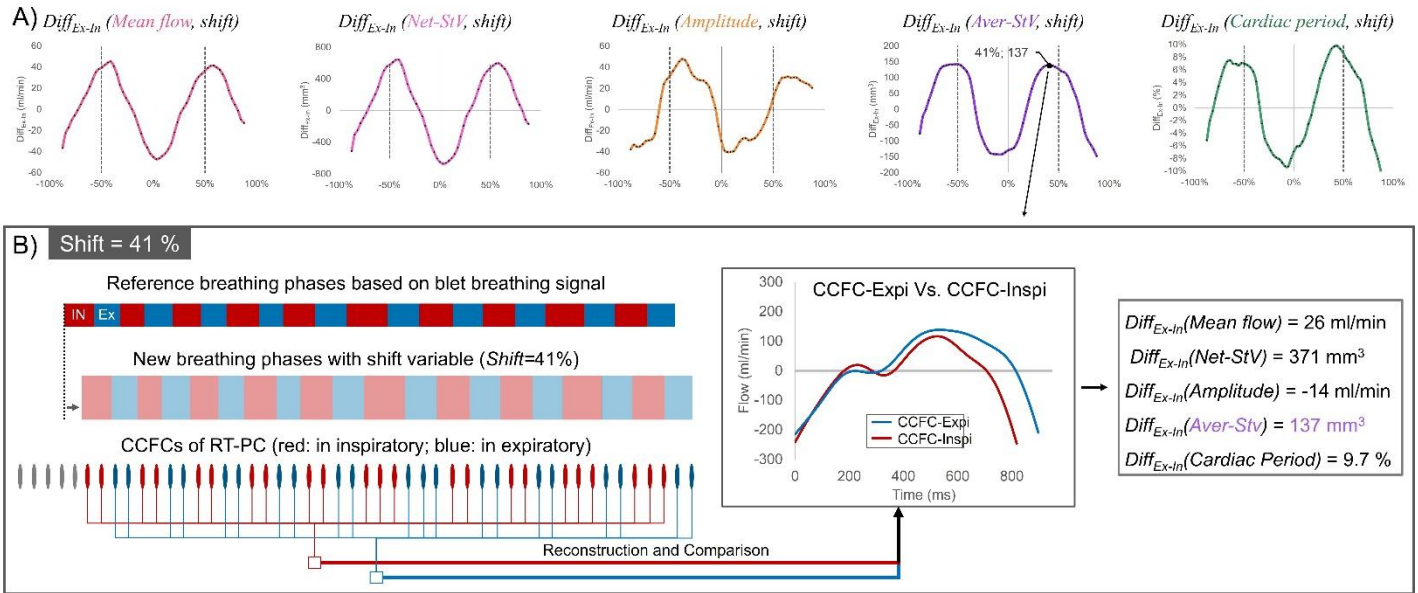 A)
Diff_Ex-In (Mean flow, shift)
Diff_Ex-In (Net-StV, shift)
Diff_Ex-In (Amplitude, shift)
Diff_Ex-In (Aver-StV, shift)
Diff_Ex-In (Cardiac period, shift)
Diff_Ex-In (ml/min)
60
40
20
0
-20
-40
-60
-100% -50% 0% 50% 100%
Diff_Ex-In (mm³)
800
400
0
-400
-800
-100% -50% 0% 50% 100%
Diff_Ex-In (ml/min)
60
40
20
0
20
40
60
-100% -50% 0% 50% 100%
41%; 137
Diff_Ex-In (mm³)
200
150
100
50
0
-50
-100
-150
-200
-100% -50% 0% 50% 100%
Diff_Ex-In (%)
10%
8%
6%
4%
2%
0%
-2%
-4%
-6%
-8%
-10%
-100% -50% 0% 50% 100%
B) Shift = 41 %
Reference breathing phases based on blet breathing signal
IN Ex
New breathing phases with shift variable (Shift=41%)
CCFCs of RT-PC (red: in inspiratory; blue: in expiratory)
Reconstruction and Comparison
CCFC-Expi Vs. CCFC-Inspi
Flow (ml/min)
300
200
100
0
-100
-200
-300
CCFC-Expi
CCFC-Inspi
0 200 400 600 800
Time (ms)
Diff_Ex-In(Mean flow) = 26 ml/min
Diff_Ex-In(Net-StV) = 371 mm³
Diff_Ex-In(Amplitude) = -14 ml/min
Diff_Ex-In(Aver-Stv) = 137 mm³
Diff_Ex-In(Cardiac Period) = 9.7 %